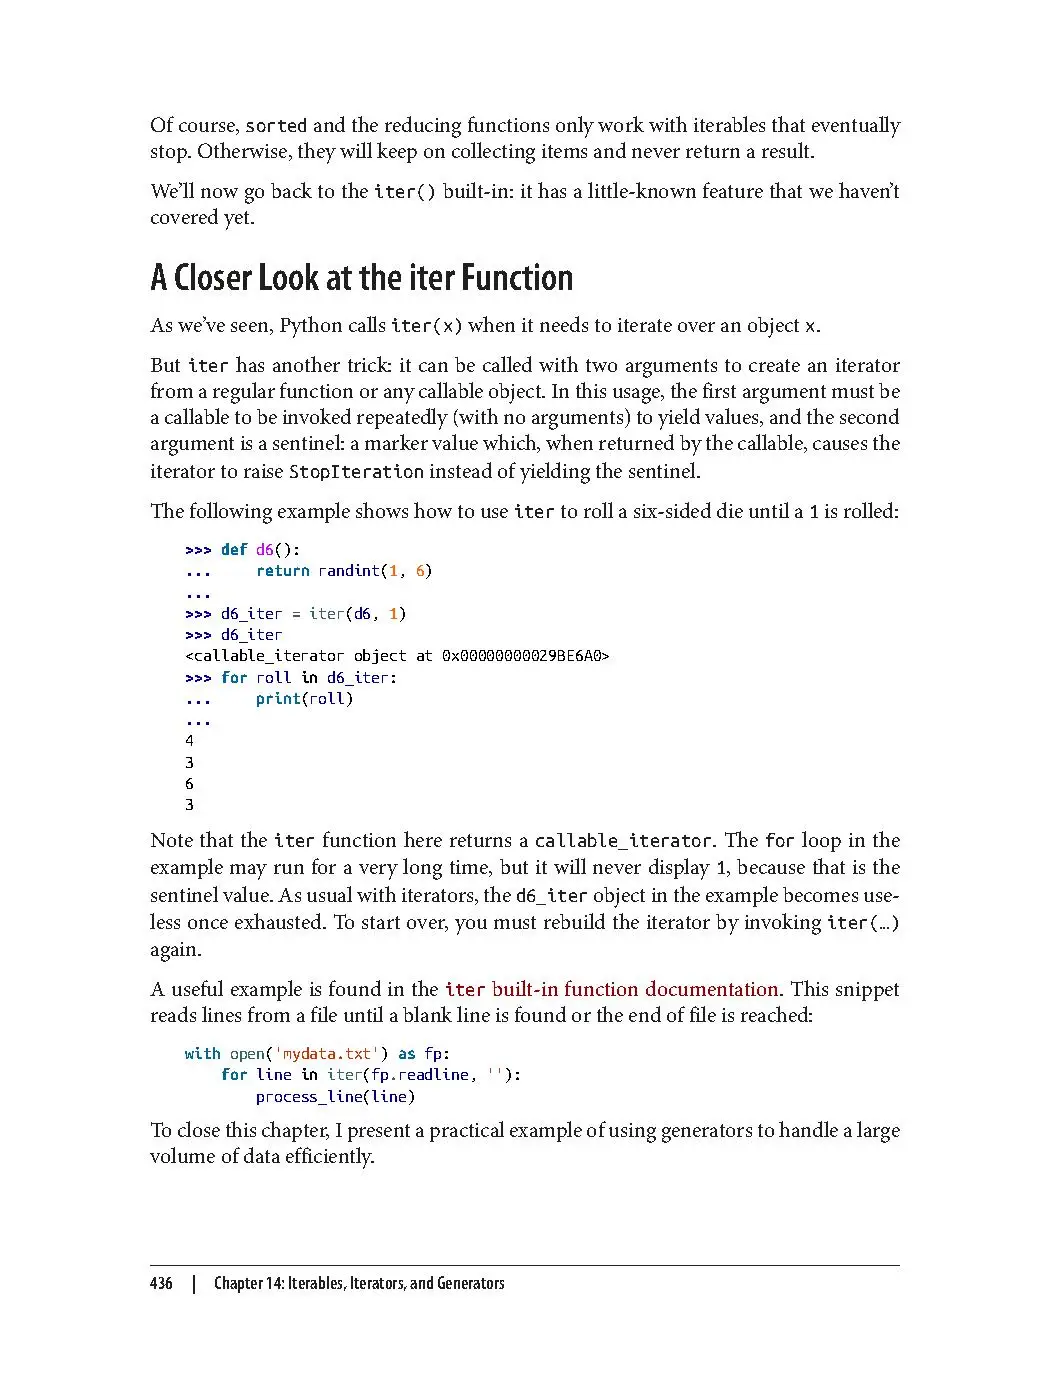 Of course, sorted and the reducing functions only work with iterables that eventually
stop. Otherwise, they will keep on collecting items and never return a result.
We’ll now go back to the iter() built-in: it has a little-known feature that we haven’t
covered yet.
A Closer Look at the iter Function
As we’ve seen, Python calls iter(x) when it needs to iterate over an object x.
But iter has another trick: it can be called with two arguments to create an iterator
from a regular function or any callable object. In this usage, the first argument must be
a callable to be invoked repeatedly (with no arguments) to yield values, and the second
argument is a sentinel: a marker value which, when returned by the callable, causes the
iterator to raise StopIteration instead of yielding the sentinel.
The following example shows how to use iter to roll a six-sided die until a 1 is rolled:
>>> def d6():
...     return randint(1, 6)
...
>>> d6_iter = iter(d6, 1)
>>> d6_iter
<callable_iterator object at 0x00000000029BE6A0>
>>> for roll in d6_iter:
...     print(roll)
...
4
3
6
3
Note that the iter function here returns a callable_iterator. The for loop in the
example may run for a very long time, but it will never display 1, because that is the
sentinel value. As usual with iterators, the d6_iter object in the example becomes use-
less once exhausted. To start over, you must rebuild the iterator by invoking iter(…)
again.
A useful example is found in the iter built-in function documentation. This snippet
reads lines from a file until a blank line is found or the end of file is reached:
with open('mydata.txt') as fp:
    for line in iter(fp.readline, ''):
        process_line(line)
To close this chapter, I present a practical example of using generators to handle a large
volume of data efficiently.
436 | Chapter 14: Iterables, Iterators, and Generators